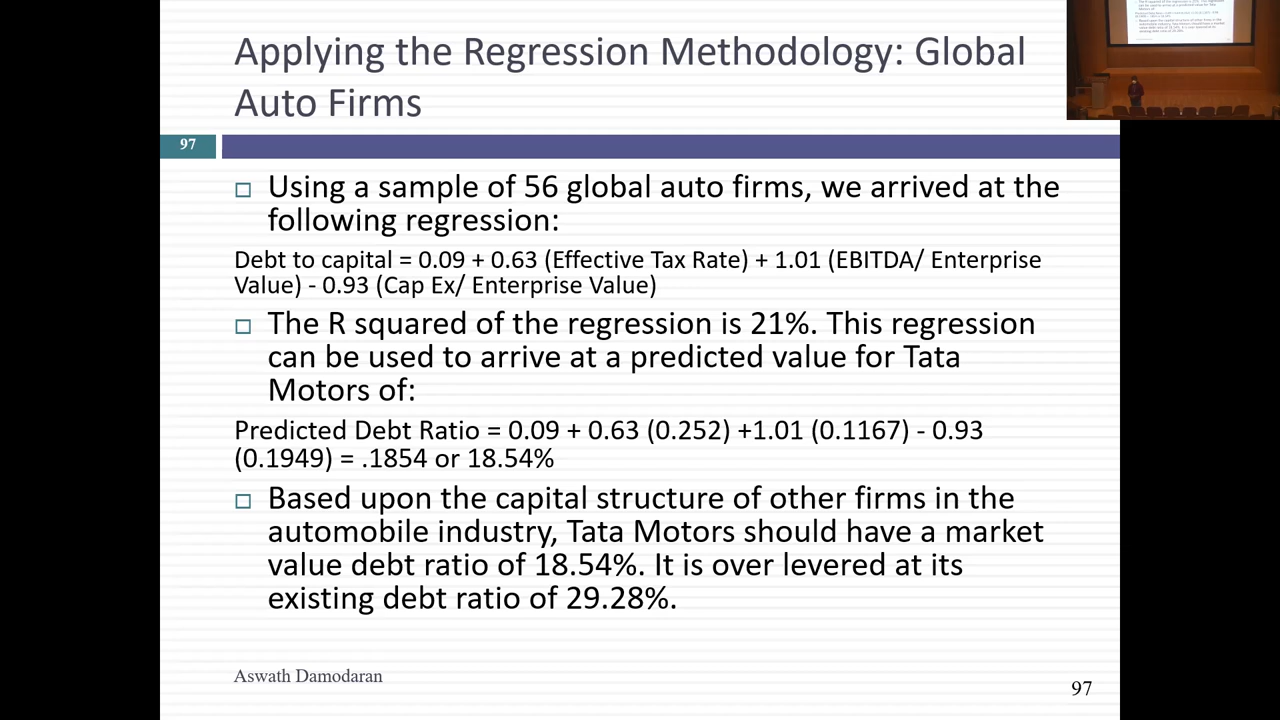 Applying the Regression Methodology: Global
Auto Firms
97
Using a sample of 56 global auto firms, we arrived at the
following regression:
Debt to capital = 0.09 + 0.63 (Effective Tax Rate) + 1.01 (EBITDA/ Enterprise
Value) - 0.93 (Cap Ex/ Enterprise Value)
The R squared of the regression is 21%. This regression
can be used to arrive at a predicted value for Tata
Motors of:
Predicted Debt Ratio = 0.09 + 0.63 (0.252) +1.01 (0.1167) - 0.93
(0.1949) = .1854 or 18.54%
Based upon the capital structure of other firms in the
automobile industry, Tata Motors should have a market
value debt ratio of 18.54%. It is over levered at its
existing debt ratio of 29.28%.
Aswath Damodaran
97